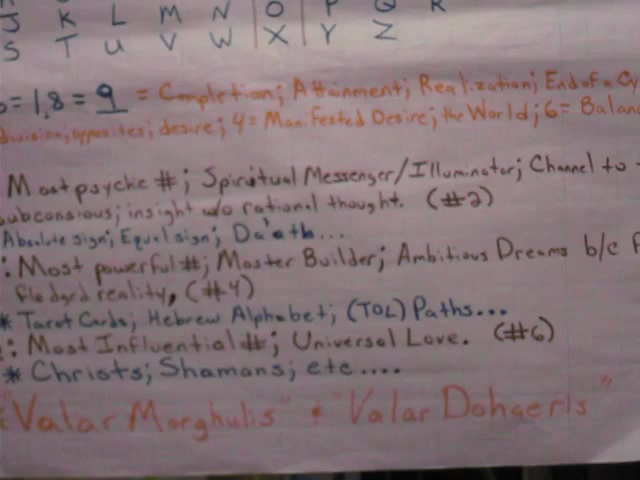 J K L M N O P Q R
S T U V W X Y Z
= 1,8 = 9 = Completion; Attainment; Realization; End of a Cy
division, opposites; desire; 4 = Manifested Desire; the World; 6 = Balan
Most psychic #; Spiritual Messenger/Illuminator; Channel to
subconsious; insight w/o rational thought. (#2)
Absolute sign; Equal sign; Da'ath...
: Most powerful #; Master Builder; Ambitious Dreams b/c f
fledgrd reality, (#4)
* Tarot Cards; Hebrew Alphabet; (TOL) Paths...
: Most Influential #; Universal Love. (#6)
* Christs; Shamans; etc....
"Valar Morghulis" + "Valar Dohaeris"